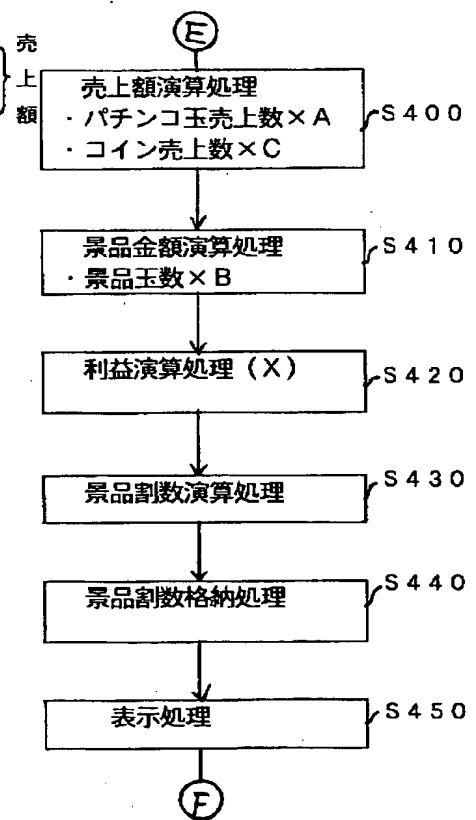 E
売上額
売上額演算処理
・パチンコ玉売上数×A
・コイン売上数×C
S400
景品金額演算処理
・景品玉数×B
S410
利益演算処理(X)
S420
景品割数演算処理
S430
景品割数格納処理
S440
表示処理
S450
F